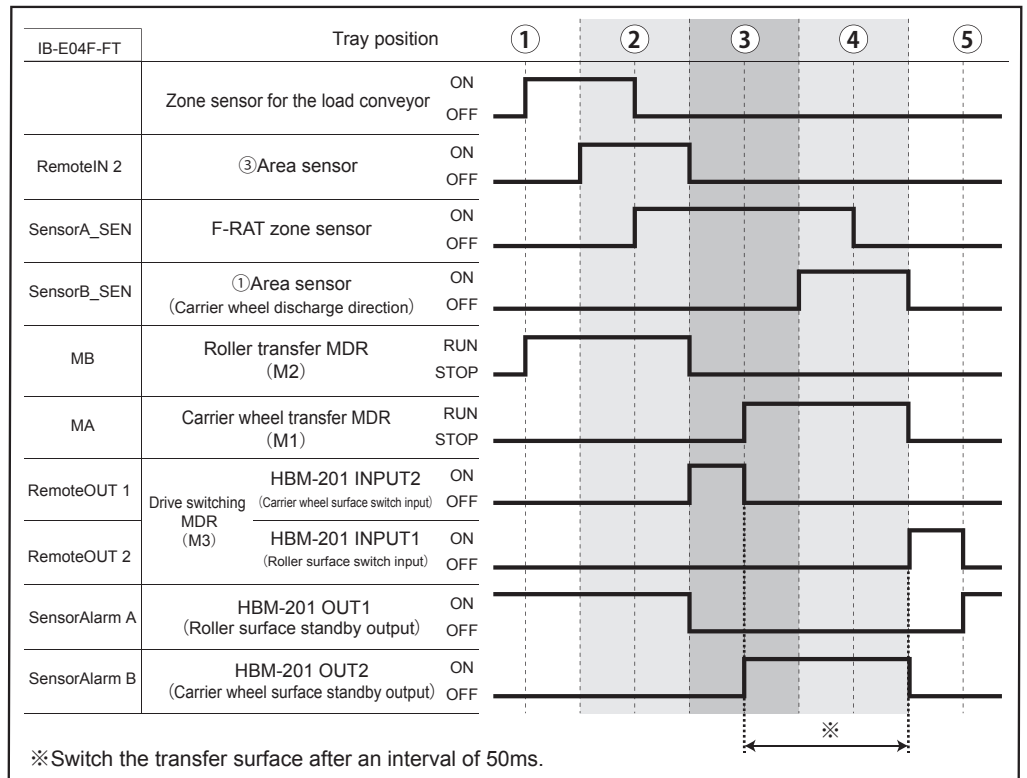 IB-E04F-FT
Tray position
① ② ③ ④ ⑤
Zone sensor for the load conveyor
ON
OFF
RemoteIN 2
③Area sensor
ON
OFF
SensorA_SEN
F-RAT zone sensor
ON
OFF
SensorB_SEN
①Area sensor
(Carrier wheel discharge direction)
ON
OFF
MB
Roller transfer MDR
(M2)
RUN
STOP
MA
Carrier wheel transfer MDR
(M1)
RUN
STOP
RemoteOUT 1
Drive switching
MDR
(M3)
HBM-201 INPUT2
(Carrier wheel surface switch input)
ON
OFF
RemoteOUT 2
HBM-201 INPUT1
(Roller surface switch input)
ON
OFF
SensorAlarm A
HBM-201 OUT1
(Roller surface standby output)
ON
OFF
SensorAlarm B
HBM-201 OUT2
(Carrier wheel surface standby output)
ON
OFF
※
※Switch the transfer surface after an interval of 50ms.